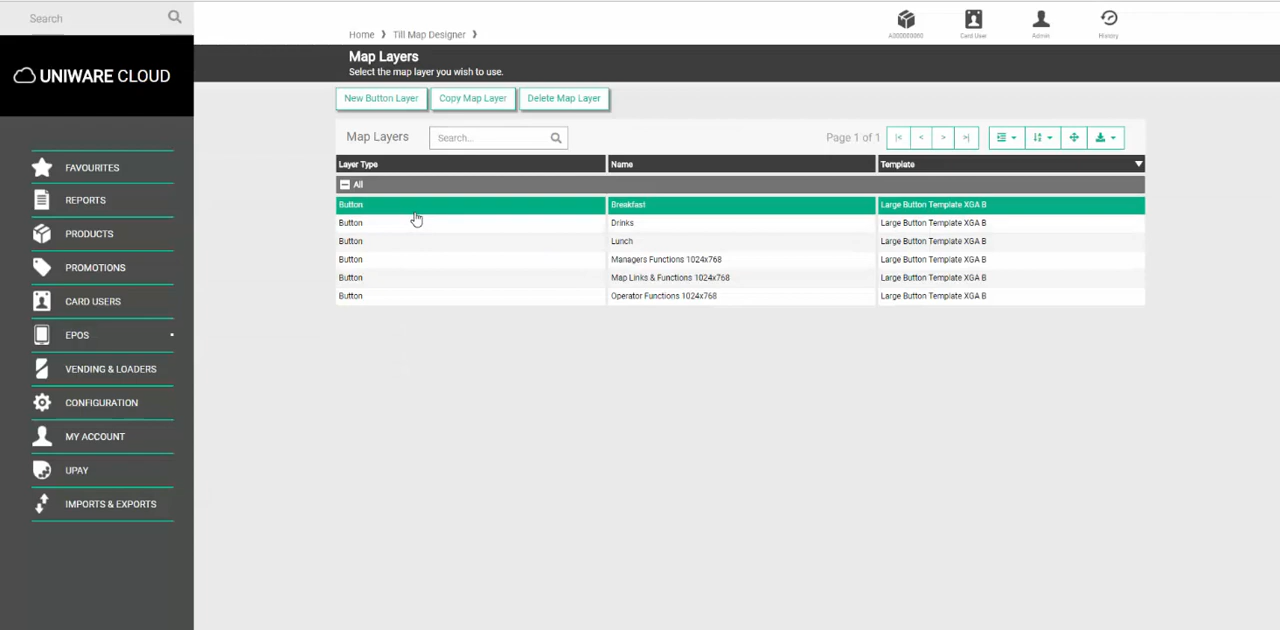 Search
UNIWARE CLOUD
FAVOURITES
REPORTS
PRODUCTS
PROMOTIONS
CARD USERS
EPOS
VENDING & LOADERS
CONFIGURATION
MY ACCOUNT
UPAY
IMPORTS & EXPORTS
Home ❯ Till Map Designer ❯
Card User
Admin
History
Map Layers
Select the map layer you wish to use.
New Button Layer Copy Map Layer Delete Map Layer
Map Layers Search... Page 1 of 1 |< < > >|
Layer Type Name Template
All
Button Breakfast Large Button Template XGA B
Button Drinks Large Button Template XGA B
Button Lunch Large Button Template XGA B
Button Managers Functions 1024x768 Large Button Template XGA B
Button Map Links & Functions 1024x768 Large Button Template XGA B
Button Operator Functions 1024x768 Large Button Template XGA B